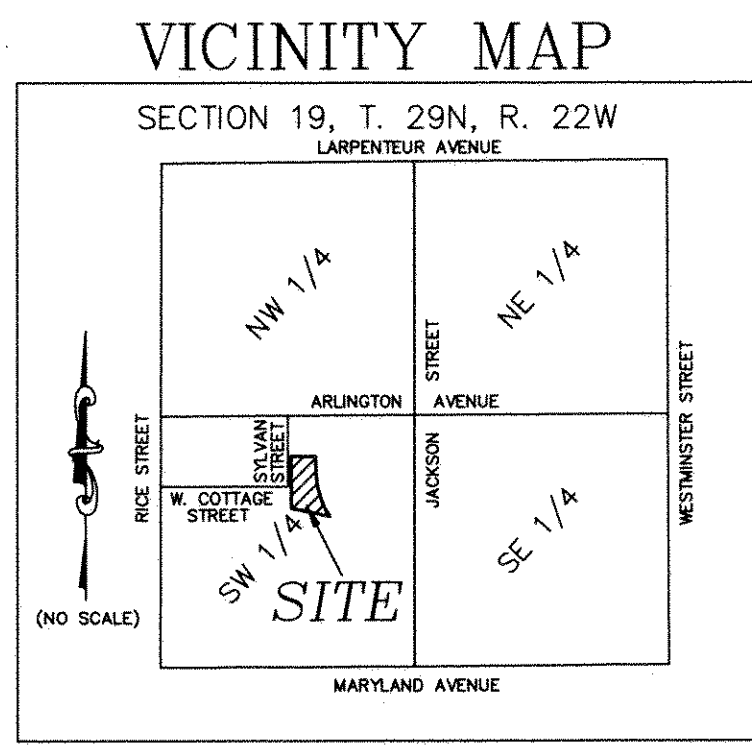 VICINITY MAP
SECTION 19, T. 29N, R. 22W
LARPENTEUR AVENUE
NW 1/4
NE 1/4
STREET
ARLINGTON AVENUE
RICE STREET
SYLVAN
STREET
W. COTTAGE
STREET
JACKSON
WESTMINSTER STREET
SW 1/4
SE 1/4
SITE
(NO SCALE)
MARYLAND AVENUE